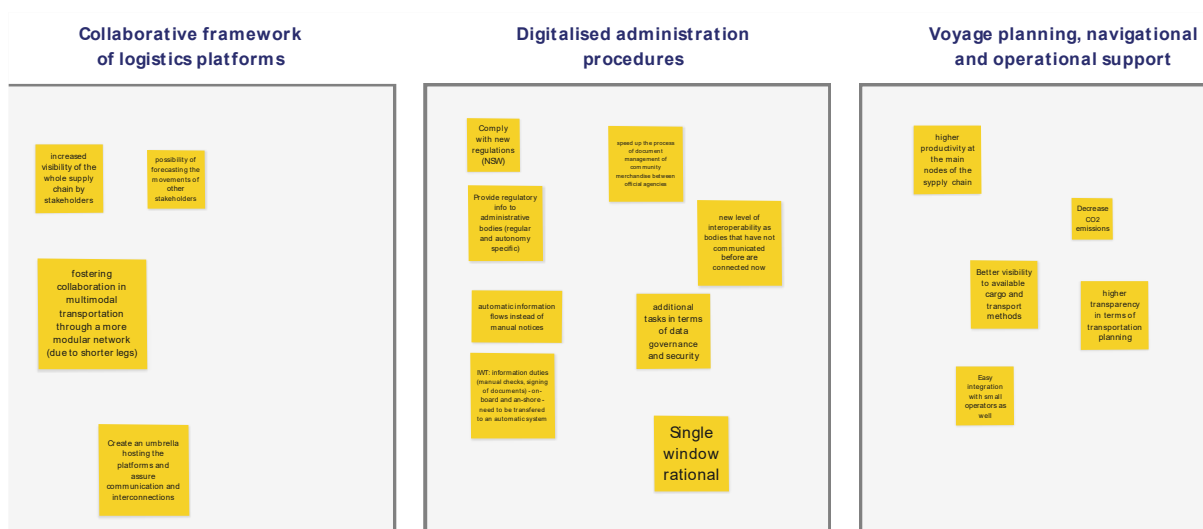 Collaborative framework
of logistics platforms
increased
visibility of the
whole supply
chain by
stakeholders
possibility of
forecasting the
movements of
other
stakeholders
fostering
collaboration in
multimodal
transportation
through a more
modular network
(due to shorter legs)
Create an umbrella
hosting the
platforms and
assure
communication and
interconnections
Digitalised administration
procedures
Comply
with new
regulations
(NSW)
speed up the process
of document
management of
community
merchandise between
official agencies
Provide regulatory
info to
administrative
bodies (regular
and autonomy
specific)
new level of
interoperability as
bodies that have not
communicated
before are
connected now
automatic information
flows instead of
manual notices
additional
tasks in terms
of data
governance
and security
IWT: information duties
(manual checks, signing
of documents) - on-
board and an-shore -
need to be transfered
to an automatic system
Single
window
rational
Voyage planning, navigational
and operational support
higher
productivity at
the main
nodes of the
sypply chain
Decrease
CO2
emissions
Better visibility
to available
cargo and
transport
methods
higher
transparency
in terms of
transportation
planning
Easy
integration
with small
operators as
well